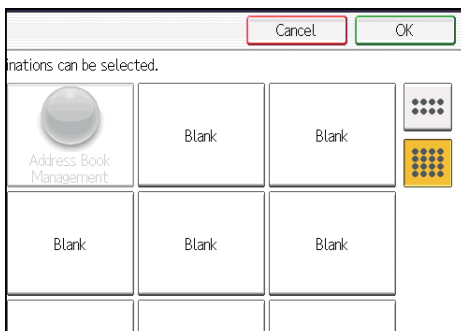 Cancel OK
inations can be selected.
Address Book
Management
Blank
Blank
Blank
Blank
Blank